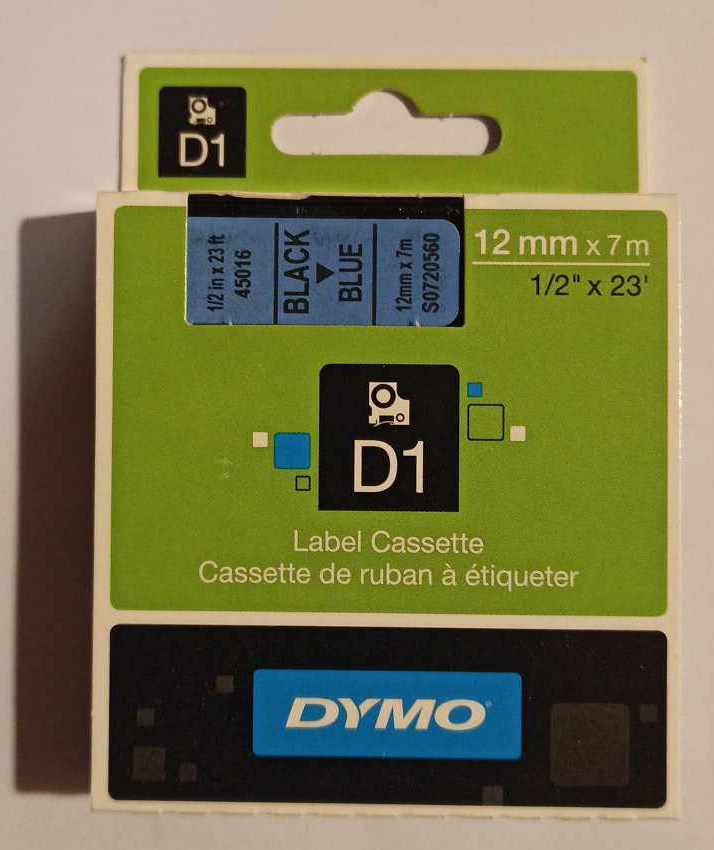 D1
1/2 in x 23 ft
45016
BLACK
BLUE
12mm x 7m
S0720560
12 mm x 7m
1/2" x 23'
D1
Label Cassette
Cassette de ruban à étiqueter
DYMO